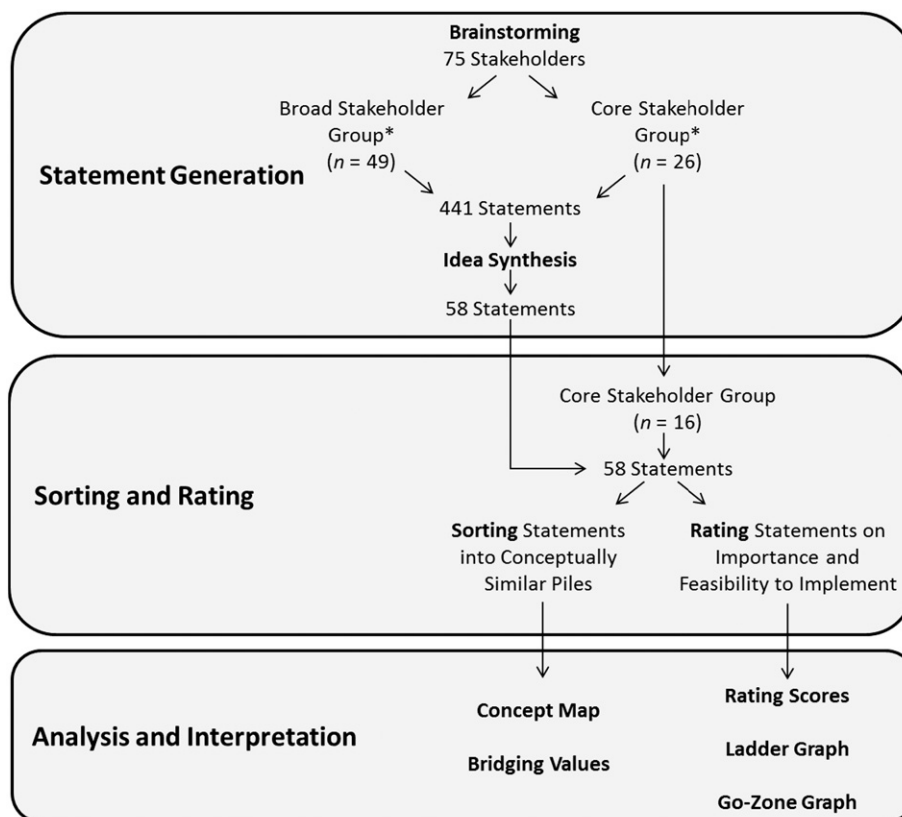 Brainstorming
75 Stakeholders
Broad Stakeholder
Group*
(n = 49)
Core Stakeholder
Group*
(n = 26)
Statement Generation
441 Statements
Idea Synthesis
58 Statements
Core Stakeholder Group
(n = 16)
58 Statements
Sorting and Rating
Sorting Statements
into Conceptually
Similar Piles
Rating Statements on
Importance and
Feasibility to Implement
Analysis and Interpretation
Concept Map
Bridging Values
Rating Scores
Ladder Graph
Go-Zone Graph